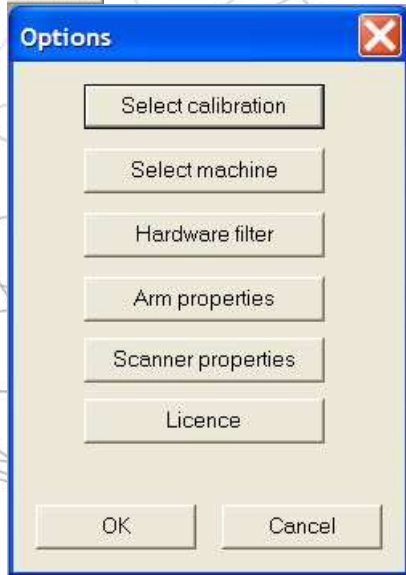 Options
Select calibration
Select machine
Hardware filter
Arm properties
Scanner properties
Licence
OK Cancel